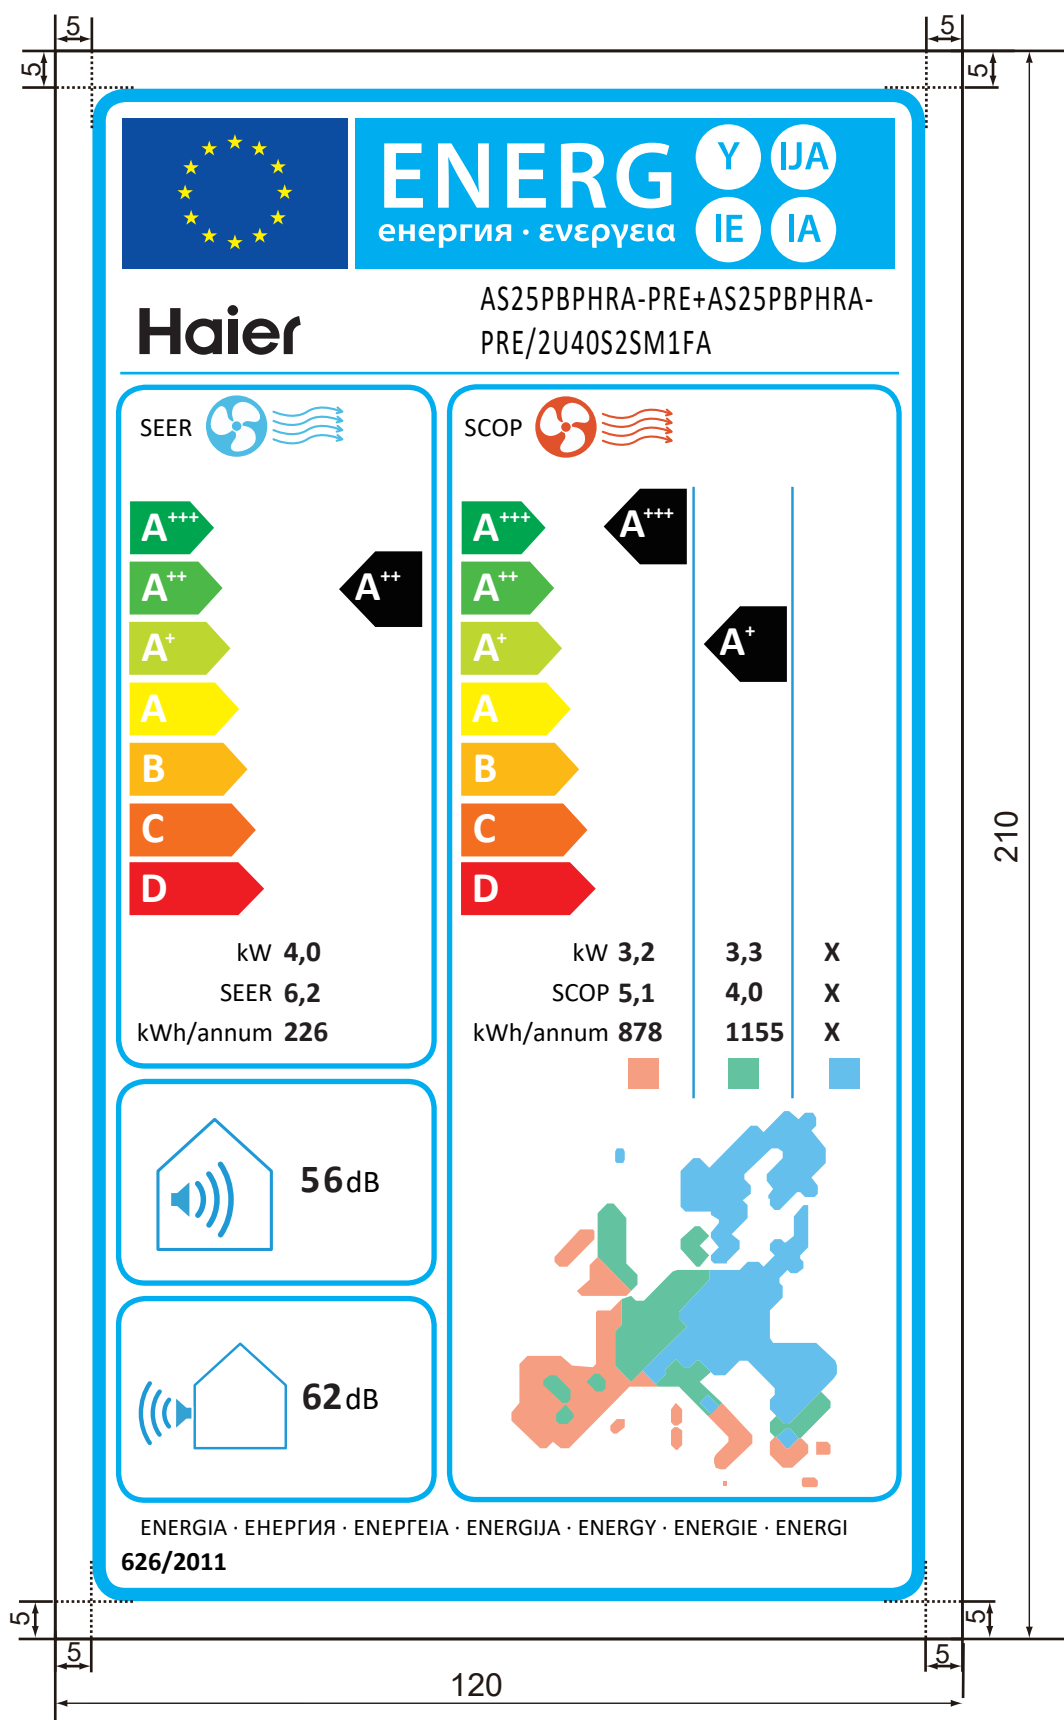 5
5
5
5
ENERG
Y
IJA
енергия · ενεργεια
IE
IA
Haier
AS25PBPHRA-PRE+AS25PBPHRA-
PRE/2U40S2SM1FA
SEER
A+++
A++
A+
A
B
C
D
A++
kW 4,0
SEER 6,2
kWh/annum 226
SCOP
A+++
A++
A+
A
B
C
D
A+++
A+
kW 3,2 3,3 X
SCOP 5,1 4,0 X
kWh/annum 878 1155 X
56dB
62dB
ENERGIA · ЕНЕРГИЯ · ΕΝΕΡΓΕΙΑ · ENERGIJA · ENERGY · ENERGIE · ENERGI
626/2011
210
5
5
5
5
120